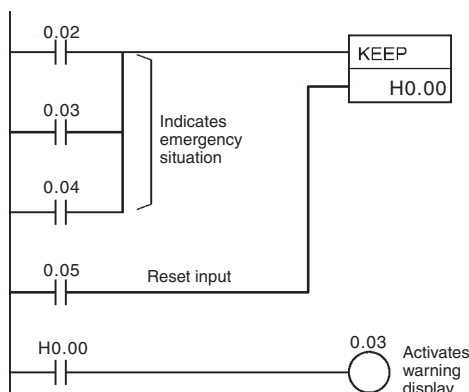 0.02
KEEP
H0.00
0.03
Indicates
emergency
situation
0.04
0.05
Reset input
H0.00
0.03
Activates
warning
display